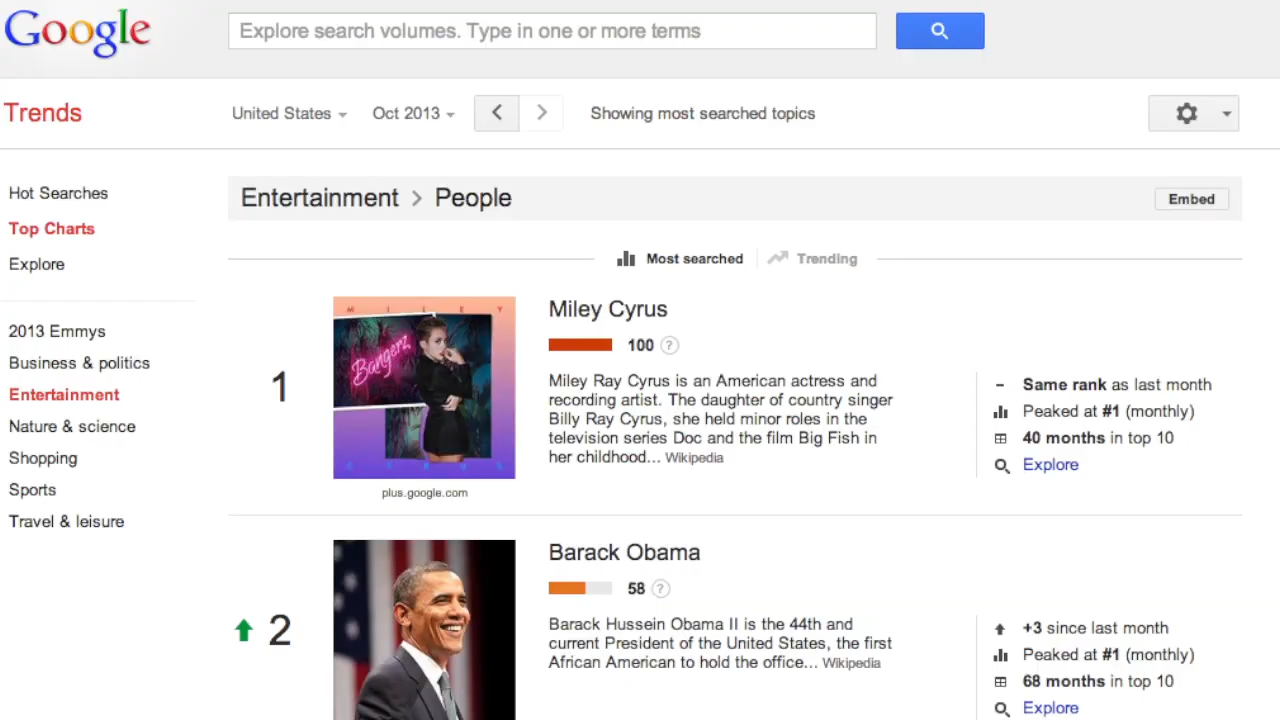 Google
Explore search volumes. Type in one or more terms
Trends
United States
Oct 2013
Showing most searched topics
Hot Searches
Top Charts
Explore
2013 Emmys
Business & politics
Entertainment
Nature & science
Shopping
Sports
Travel & leisure
Entertainment > People
Embed
Most searched
Trending
1
MILEY
Bangerz
CYRUS
plus.google.com
Miley Cyrus
100 ?
Miley Ray Cyrus is an American actress and
recording artist. The daughter of country singer
Billy Ray Cyrus, she held minor roles in the
television series Doc and the film Big Fish in
her childhood... Wikipedia
- Same rank as last month
Peaked at #1 (monthly)
40 months in top 10
Explore
2
Barack Obama
58 ?
Barack Hussein Obama II is the 44th and
current President of the United States, the first
African American to hold the office... Wikipedia
+3 since last month
Peaked at #1 (monthly)
68 months in top 10
Explore